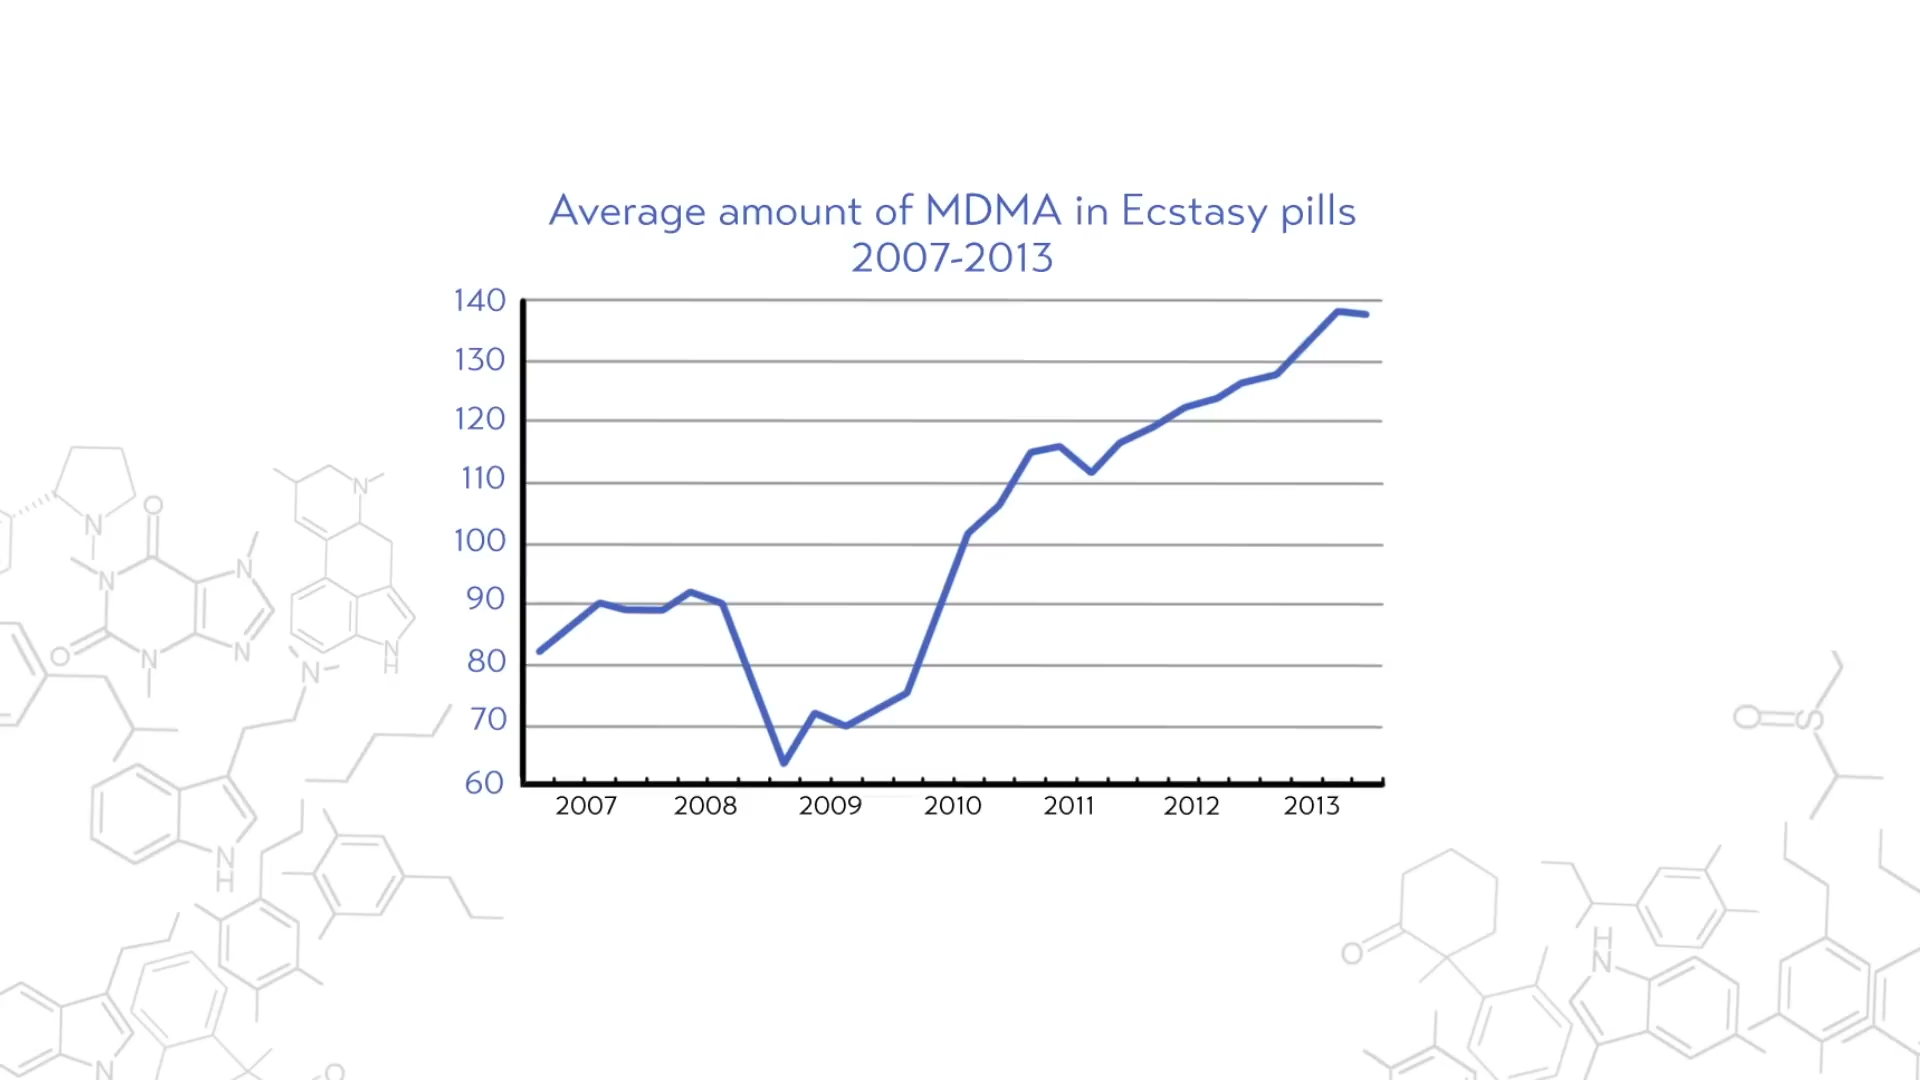 Average amount of MDMA in Ecstasy pills
2007-2013
140
130
120
110
100
90
80
70
60
2007 2008 2009 2010 2011 2012 2013
O
N
N
O
N
N
O
N
N
H
N
N
H
N
O
O
S
O
H
N